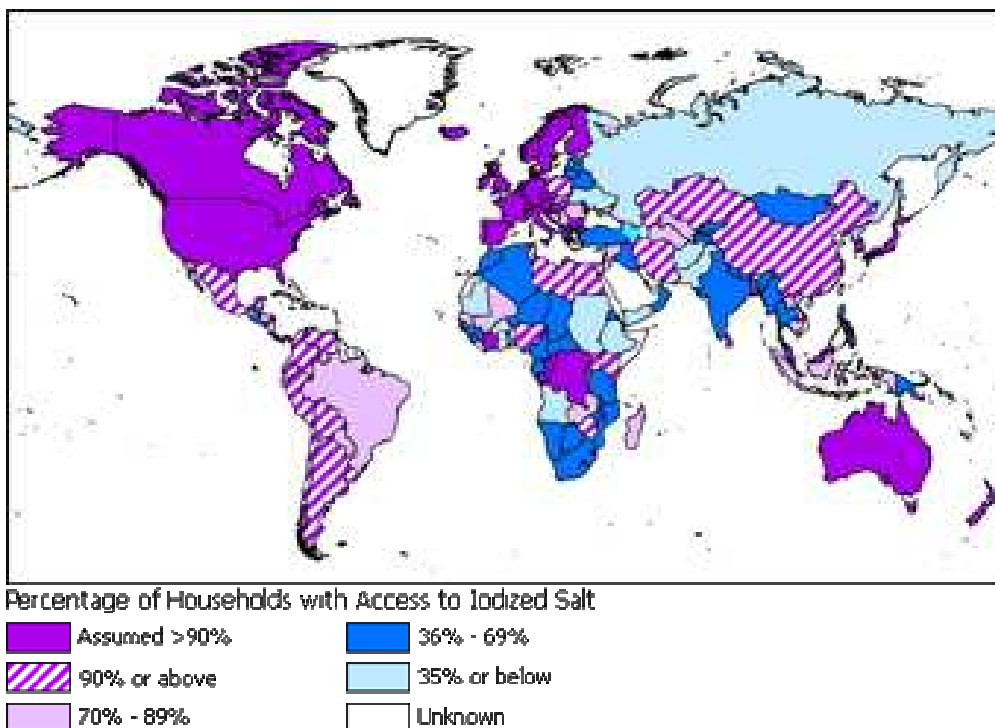 Percentage of Households with Access to Iodized Salt
Assumed >90%
36% - 69%
90% or above
35% or below
70% - 89%
Unknown